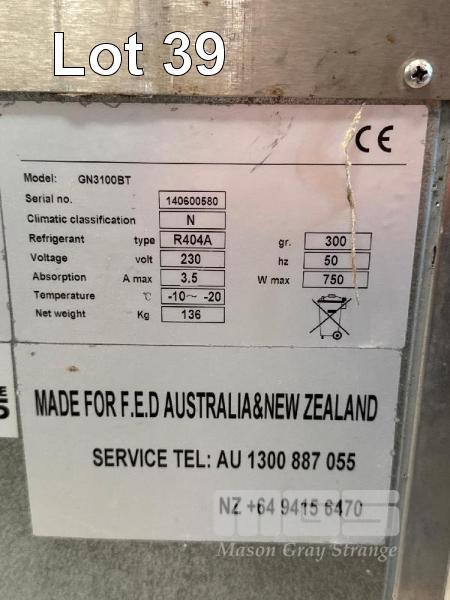 Lot 39
CE
Model: GN3100BT
Serial no. 140600580
Climatic classification N
Refrigerant type R404A gr. 300
Voltage volt 230 hz 50
Absorption A max 3.5 W max 750
Temperature ℃ -10～ -20
Net weight Kg 136
MADE FOR F.E.D AUSTRALIA&NEW ZEALAND
SERVICE TEL: AU 1300 887 055
NZ +64 9415 6470
MGS
Mason Gray Strange